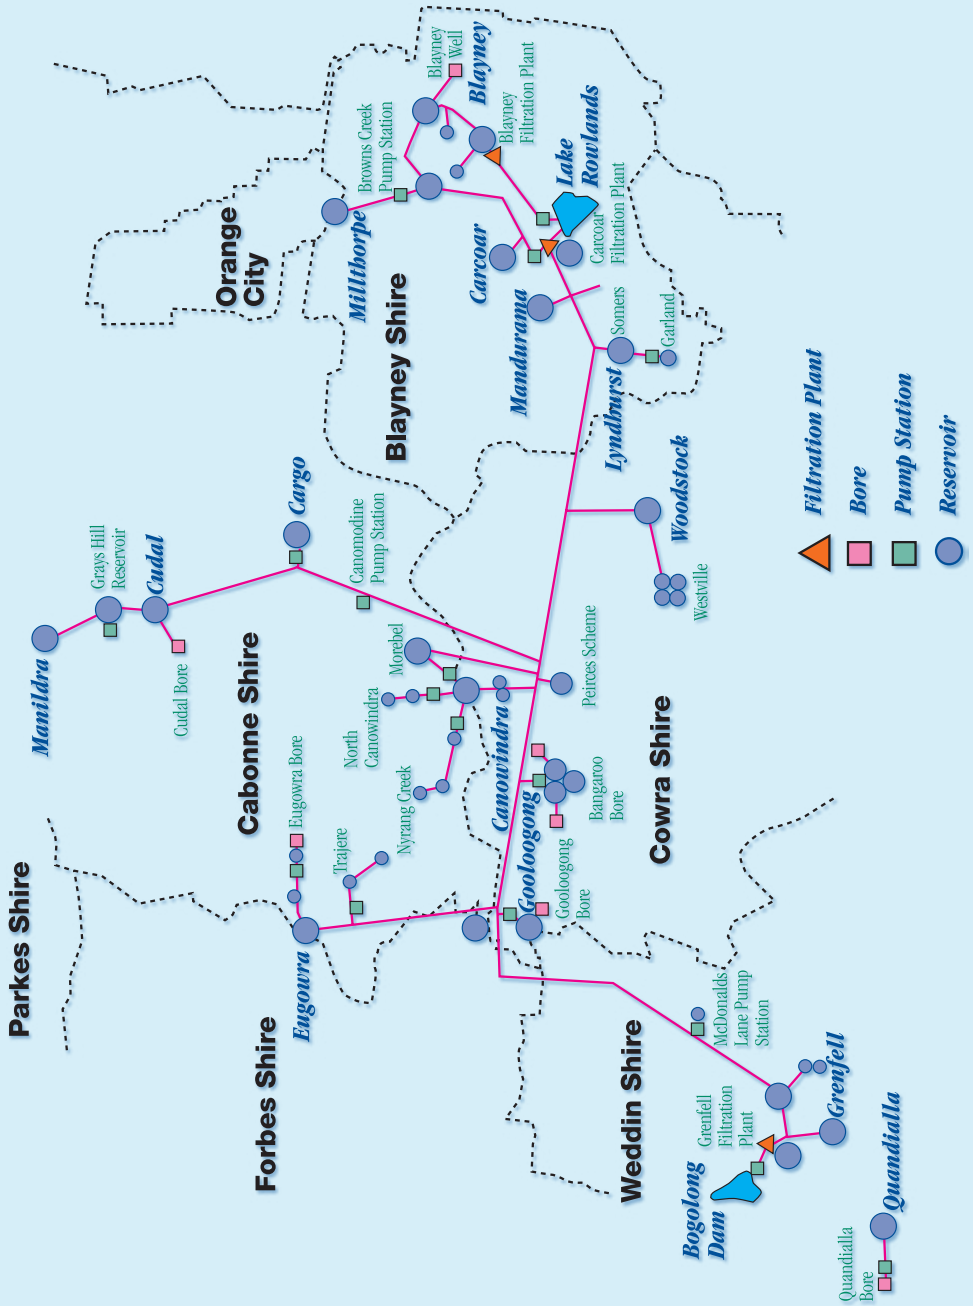 Parkes Shire
Forbes Shire
Manildra
Grays Hill
Reservoir
Cudal
Cudal Bore
Cargo
Cabonne Shire
Canomodine
Pump Station
Eugowra Bore
Eugowra
Trajere
Nyrang Creek
North
Canowindra
Morebel
Canowindra
Orange
City
Millthorpe
Browns Creek
Pump Station
Blayney
Well
Blayney
Blayney
Filtration Plant
Lake
Rowlands
Carcoar
Filtration Plant
Carcoar
Blayney Shire
Mandurama
Somers
Garland
Lyndhurst
Woodstock
Westville
Peirces Scheme
Bangaroo
Bore
Gooloogong
Gooloogong
Bore
Cowra Shire
Weddin Shire
McDonalds
Lane Pump
Station
Grenfell
Filtration
Plant
Grenfell
Bogolong
Dam
Quandialla
Quandialla
Bore
Filtration Plant
Bore
Pump Station
Reservoir